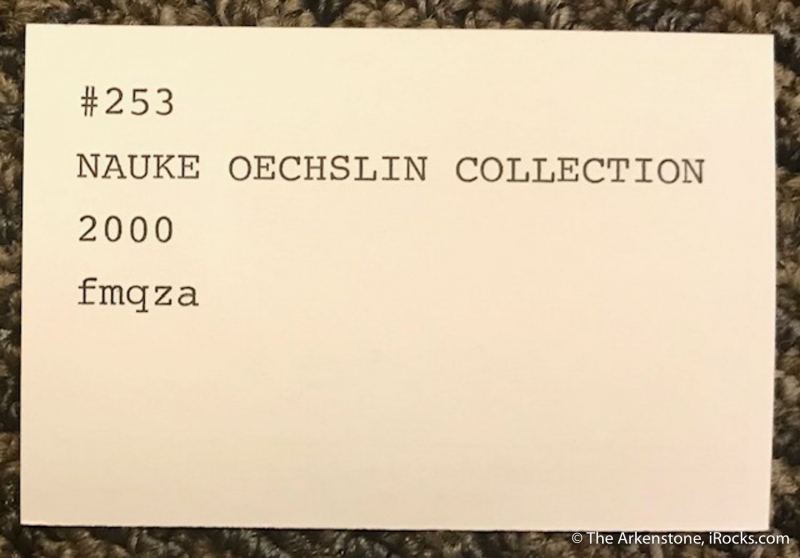 #253
NAUKE OECHSLIN COLLECTION
2000
fmqza
© The Arkenstone, iRocks.com